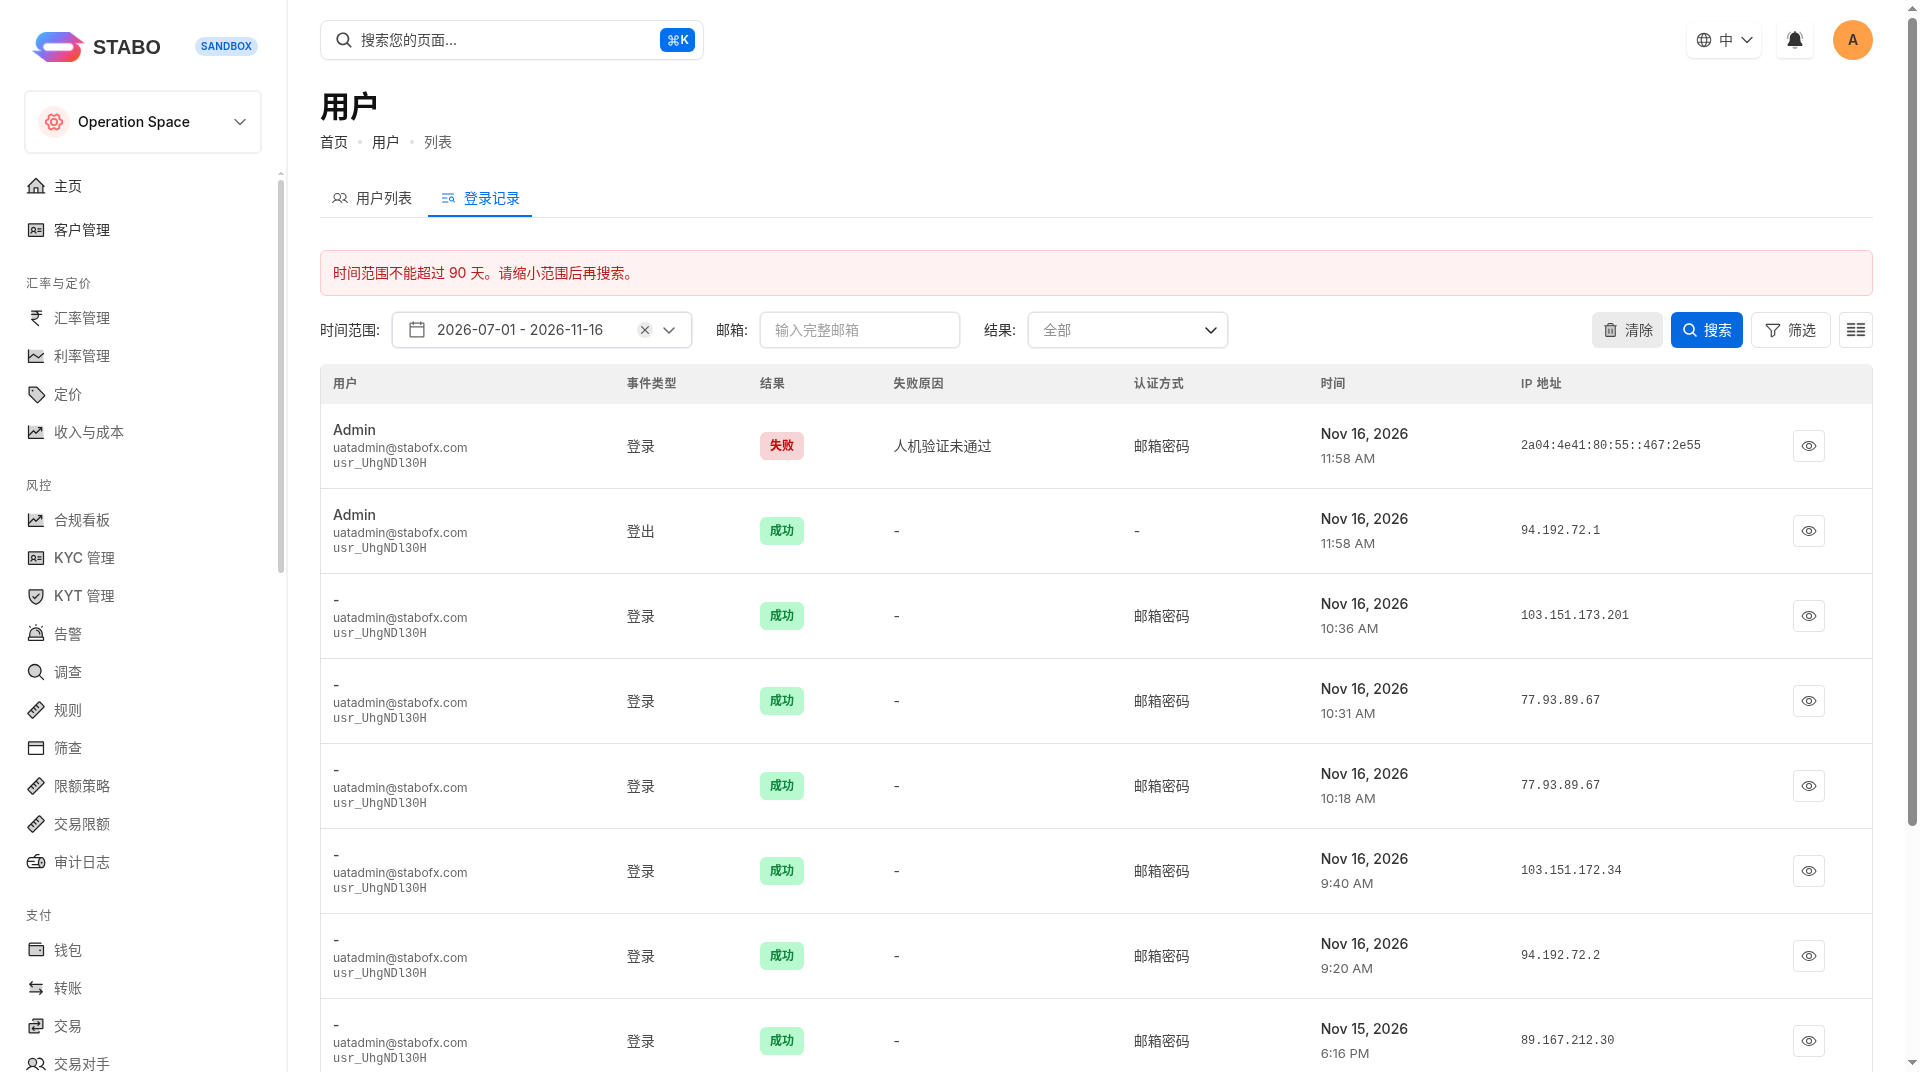 STABO
SANDBOX
搜索您的页面...
⌘K
中
A
Operation Space
主页
客户管理
汇率与定价
汇率管理
利率管理
定价
收入与成本
风控
合规看板
KYC 管理
KYT 管理
告警
调查
规则
筛查
限额策略
交易限额
审计日志
支付
钱包
转账
交易
交易对手
用户
首页 • 用户 • 列表
用户列表
登录记录
时间范围不能超过 90 天。请缩小范围后再搜索。
时间范围: 2026-07-01 - 2026-11-16
邮箱: 输入完整邮箱
结果: 全部
清除
搜索
筛选
用户 事件类型 结果 失败原因 认证方式 时间 IP 地址
Admin
uatadmin@stabofx.com
usr_UhgNDl30H
登录 失败 人机验证未通过 邮箱密码
Nov 16, 2026
11:58 AM
2a04:4e41:80:55::467:2e55
Admin
uatadmin@stabofx.com
usr_UhgNDl30H
登出 成功 - -
Nov 16, 2026
11:58 AM
94.192.72.1
-
uatadmin@stabofx.com
usr_UhgNDl30H
登录 成功 - 邮箱密码
Nov 16, 2026
10:36 AM
103.151.173.201
-
uatadmin@stabofx.com
usr_UhgNDl30H
登录 成功 - 邮箱密码
Nov 16, 2026
10:31 AM
77.93.89.67
-
uatadmin@stabofx.com
usr_UhgNDl30H
登录 成功 - 邮箱密码
Nov 16, 2026
10:18 AM
77.93.89.67
-
uatadmin@stabofx.com
usr_UhgNDl30H
登录 成功 - 邮箱密码
Nov 16, 2026
9:40 AM
103.151.172.34
-
uatadmin@stabofx.com
usr_UhgNDl30H
登录 成功 - 邮箱密码
Nov 16, 2026
9:20 AM
94.192.72.2
-
uatadmin@stabofx.com
usr_UhgNDl30H
登录 成功 - 邮箱密码
Nov 15, 2026
6:16 PM
89.167.212.30